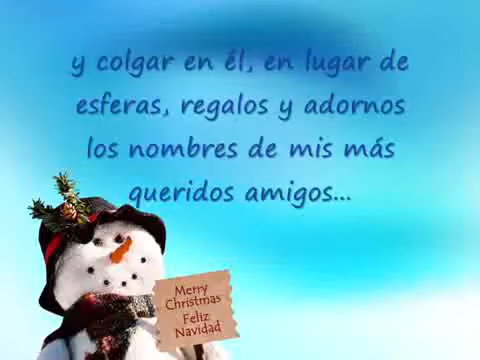 y colgar en él, en lugar de
esferas, regalos y adornos
los nombres de mis más
queridos amigos...
Merry
Christmas
Feliz
Navidad